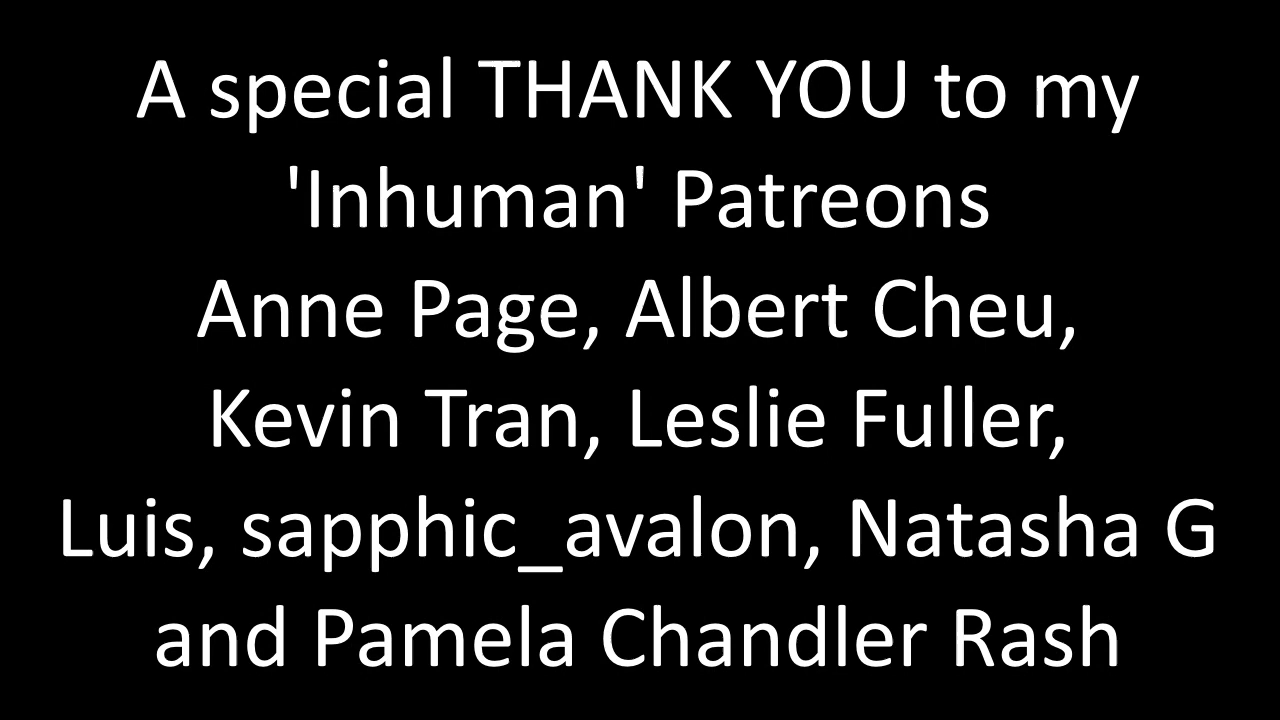 A special THANK YOU to my
'Inhuman' Patreons
Anne Page, Albert Cheu,
Kevin Tran, Leslie Fuller,
Luis, sapphic_avalon, Natasha G
and Pamela Chandler Rash